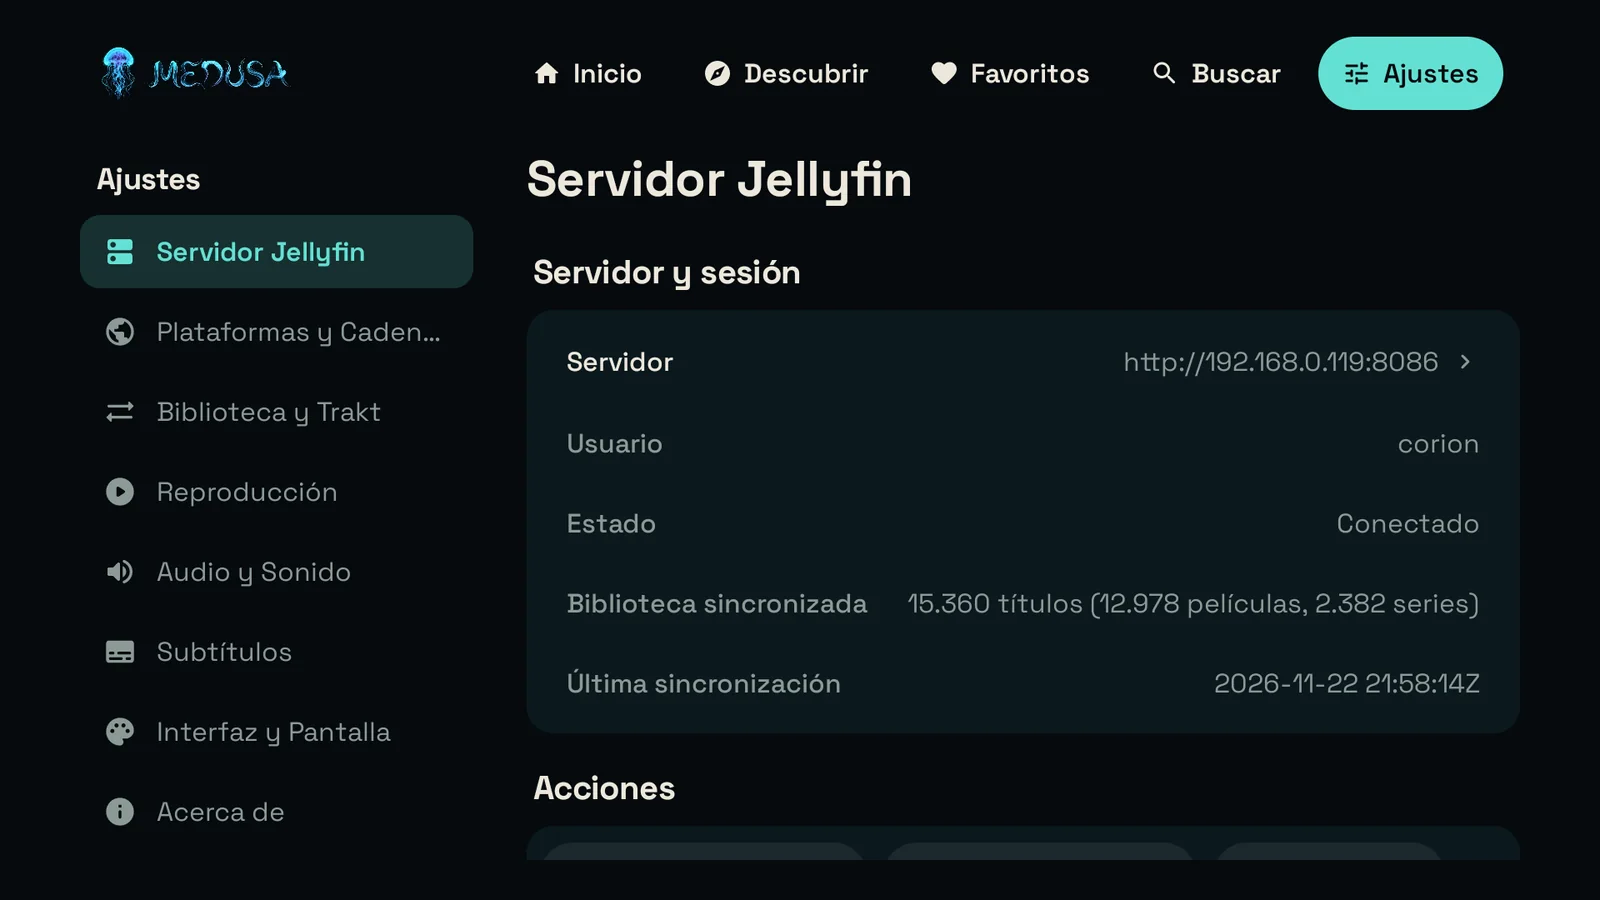 MEDUSA
Inicio
Descubrir
Favoritos
Buscar
Ajustes
Ajustes
Servidor Jellyfin
Plataformas y Caden...
Biblioteca y Trakt
Reproducción
Audio y Sonido
Subtítulos
Interfaz y Pantalla
Acerca de
Servidor Jellyfin
Servidor y sesión
Servidor http://192.168.0.119:8086
Usuario corion
Estado Conectado
Biblioteca sincronizada 15.360 títulos (12.978 películas, 2.382 series)
Última sincronización 2026-11-22 21:58:14Z
Acciones